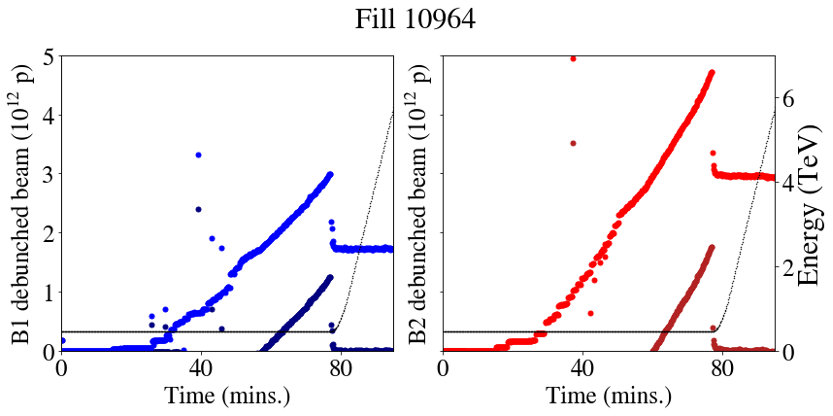 Fill 10964
B1 debunched beam (10¹² p)
5
4
3
2
1
0
0
40
80
Time (mins.)
B2 debunched beam (10¹² p)
0
40
80
Time (mins.)
6
4
2
0
Energy (TeV)